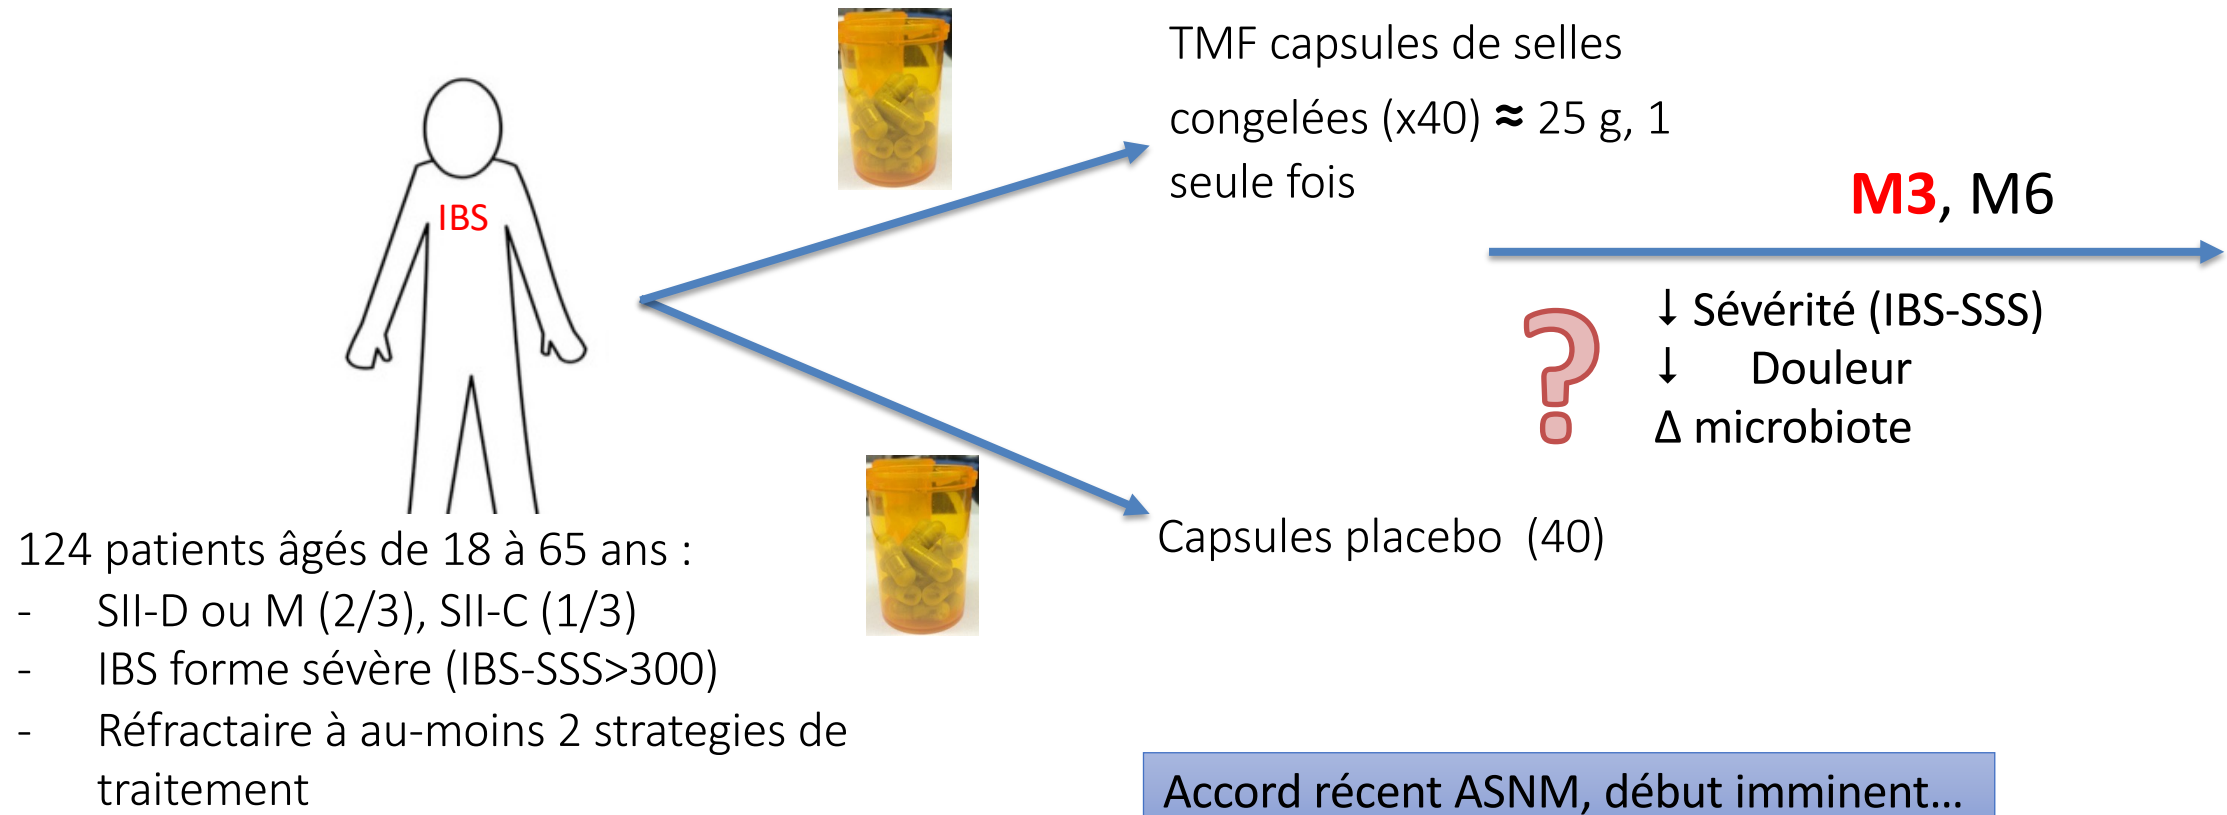 TMF capsules de selles
congelées (x40) ≈ 25 g, 1
seule fois
M3, M6
IBS
↓ Sévérité (IBS-SSS)
↓ Douleur
Δ microbiote
?
Capsules placebo (40)
124 patients âgés de 18 à 65 ans :
- SII-D ou M (2/3), SII-C (1/3)
- IBS forme sévère (IBS-SSS>300)
- Réfractaire à au-moins 2 strategies de
traitement
Accord récent ASNM, début imminent...